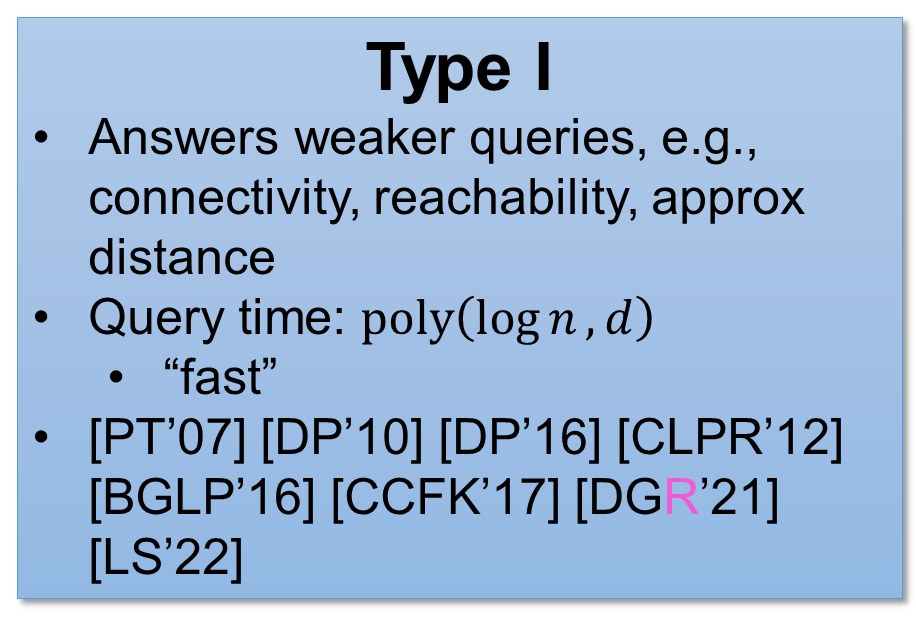 Type I
• Answers weaker queries, e.g.,
connectivity, reachability, approx
distance
• Query time: poly(log n , d)
• “fast”
• [PT’07] [DP’10] [DP’16] [CLPR’12]
[BGLP’16] [CCFK’17] [DGR’21]
[LS’22]